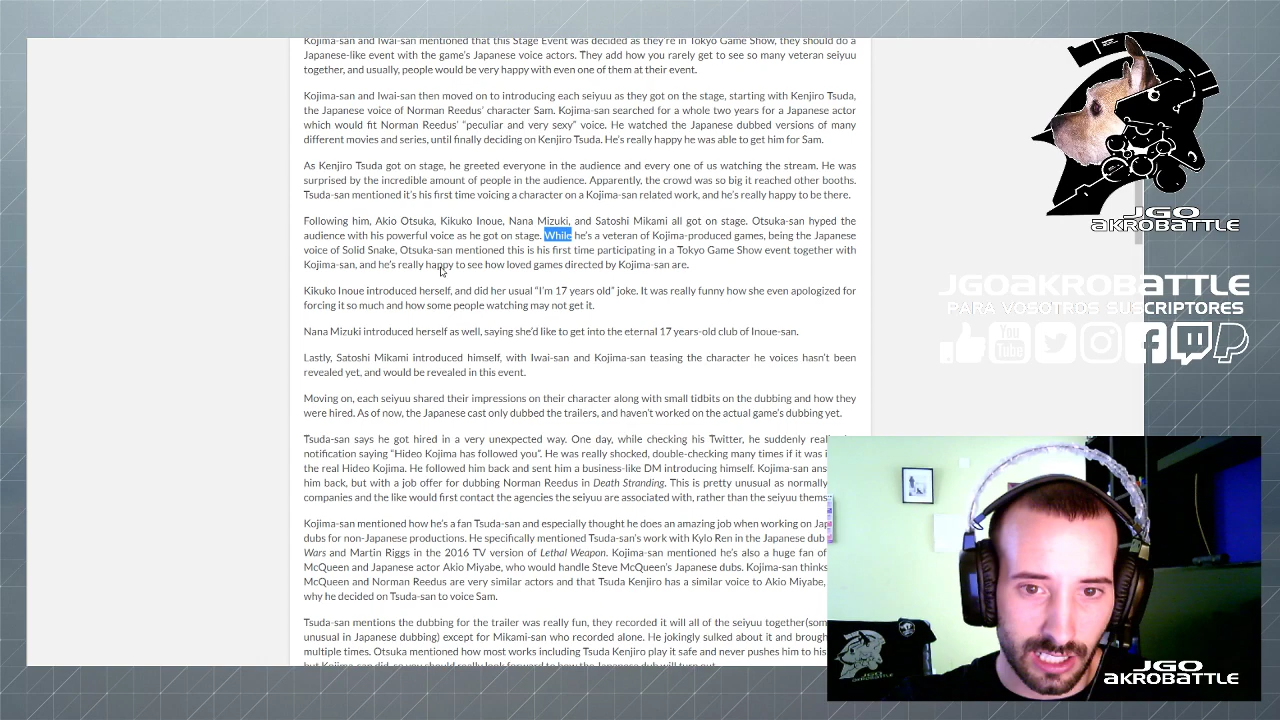 Kojima-san and Iwai-san mentioned that this Stage Event was decided as they're in Tokyo Game Show, they should do a
Japanese-like event with the game's Japanese voice actors. They add how you rarely get to see so many veteran seiyuu
together, and usually, people would be very happy with even one of them at their event.
Kojima-san and Iwai-san then moved on to introducing each seiyuu as they got on the stage, starting with Kenjiro Tsuda,
the Japanese voice of Norman Reedus' character Sam. Kojima-san searched for a whole two years for a Japanese actor
which would fit Norman Reedus' "peculiar and very sexy" voice. He watched the Japanese dubbed versions of many
different movies and series, until finally deciding on Kenjiro Tsuda. He's really happy he was able to get him for Sam.
As Kenjiro Tsuda got on stage, he greeted everyone in the audience and every one of us watching the stream. He was
surprised by the incredible amount of people in the audience. Apparently, the crowd was so big it reached other booths.
Tsuda-san mentioned it's his first time voicing a character on a Kojima-san related work, and he's really happy to be there.
Following him, Akio Otsuka, Kikuko Inoue, Nana Mizuki, and Satoshi Mikami all got on stage. Otsuka-san hyped the
audience with his powerful voice as he got on stage. While he's a veteran of Kojima-produced games, being the Japanese
voice of Solid Snake, Otsuka-san mentioned this is his first time participating in a Tokyo Game Show event together with
Kojima-san, and he's really happy to see how loved games directed by Kojima-san are.
Kikuko Inoue introduced herself, and did her usual "I'm 17 years old" joke. It was really funny how she even apologized for
forcing it so much and how some people watching may not get it.
Nana Mizuki introduced herself as well, saying she'd like to get into the eternal 17 years-old club of Inoue-san.
Lastly, Satoshi Mikami introduced himself, with Iwai-san and Kojima-san teasing the character he voices hasn't been
revealed yet, and would be revealed in this event.
Moving on, each seiyuu shared their impressions on their character along with small tidbits on the dubbing and how they
were hired. As of now, the Japanese cast only dubbed the trailers, and haven't worked on the actual game's dubbing yet.
Tsuda-san says he got hired in a very unexpected way. One day, while checking his Twitter, he suddenly
notification saying "Hideo Kojima has followed you". He was really shocked, double-checking many times if it was
the real Hideo Kojima. He followed him back and sent him a business-like DM introducing himself. Kojima-san
him back, but with a job offer for dubbing Norman Reedus in Death Stranding. This is pretty unusual as normally
companies and the like would first contact the agencies the seiyuu are associated with, rather than the seiyuu
Kojima-san mentioned how he's a fan Tsuda-san and especially thought he does an amazing job when working on
dubs for non-Japanese productions. He specifically mentioned Tsuda-san's work with Kylo Ren in the Japanese dub
Wars and Martin Riggs in the 2016 TV version of Lethal Weapon. Kojima-san mentioned he's also a huge fan of
McQueen and Japanese actor Akio Miyabe, who would handle Steve McQueen's Japanese dubs. Kojima-san thinks
McQueen and Norman Reedus are very similar actors and that Tsuda Kenjiro has a similar voice to Akio Miyabe,
why he decided on Tsuda-san to voice Sam.
Tsuda-san mentions the dubbing for the trailer was really fun, they recorded it will all of the seiyuu together
unusual in Japanese dubbing) except for Mikami-san who recorded alone. He jokingly sulked about it and
multiple times. Otsuka mentioned how most works including Tsuda Kenjiro play it safe and never pushes him to his
JGO
AKROBATTLE
JGOAKROBATTLE
PARA VOSOTROS SUSCRIPTORES
You
Tube
JGO
AKROBATTLE